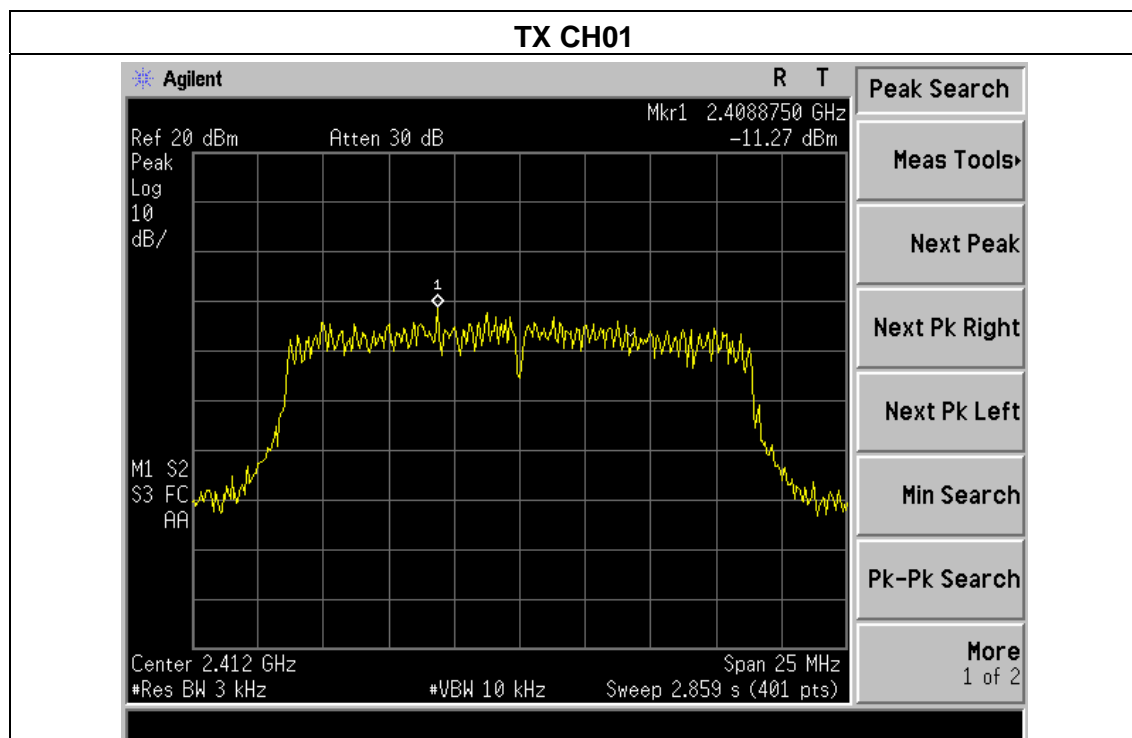 TX CH01
Agilent R T
Peak Search
Mkr1 2.4088750 GHz
Ref 20 dBm Atten 30 dB -11.27 dBm
Peak
Log
10
dB/
1
M1 S2
S3 FC
AA
Center 2.412 GHz Span 25 MHz
#Res BW 3 kHz #VBW 10 kHz Sweep 2.859 s (401 pts)
Meas Tools
Next Peak
Next Pk Right
Next Pk Left
Min Search
Pk-Pk Search
More
1 of 2